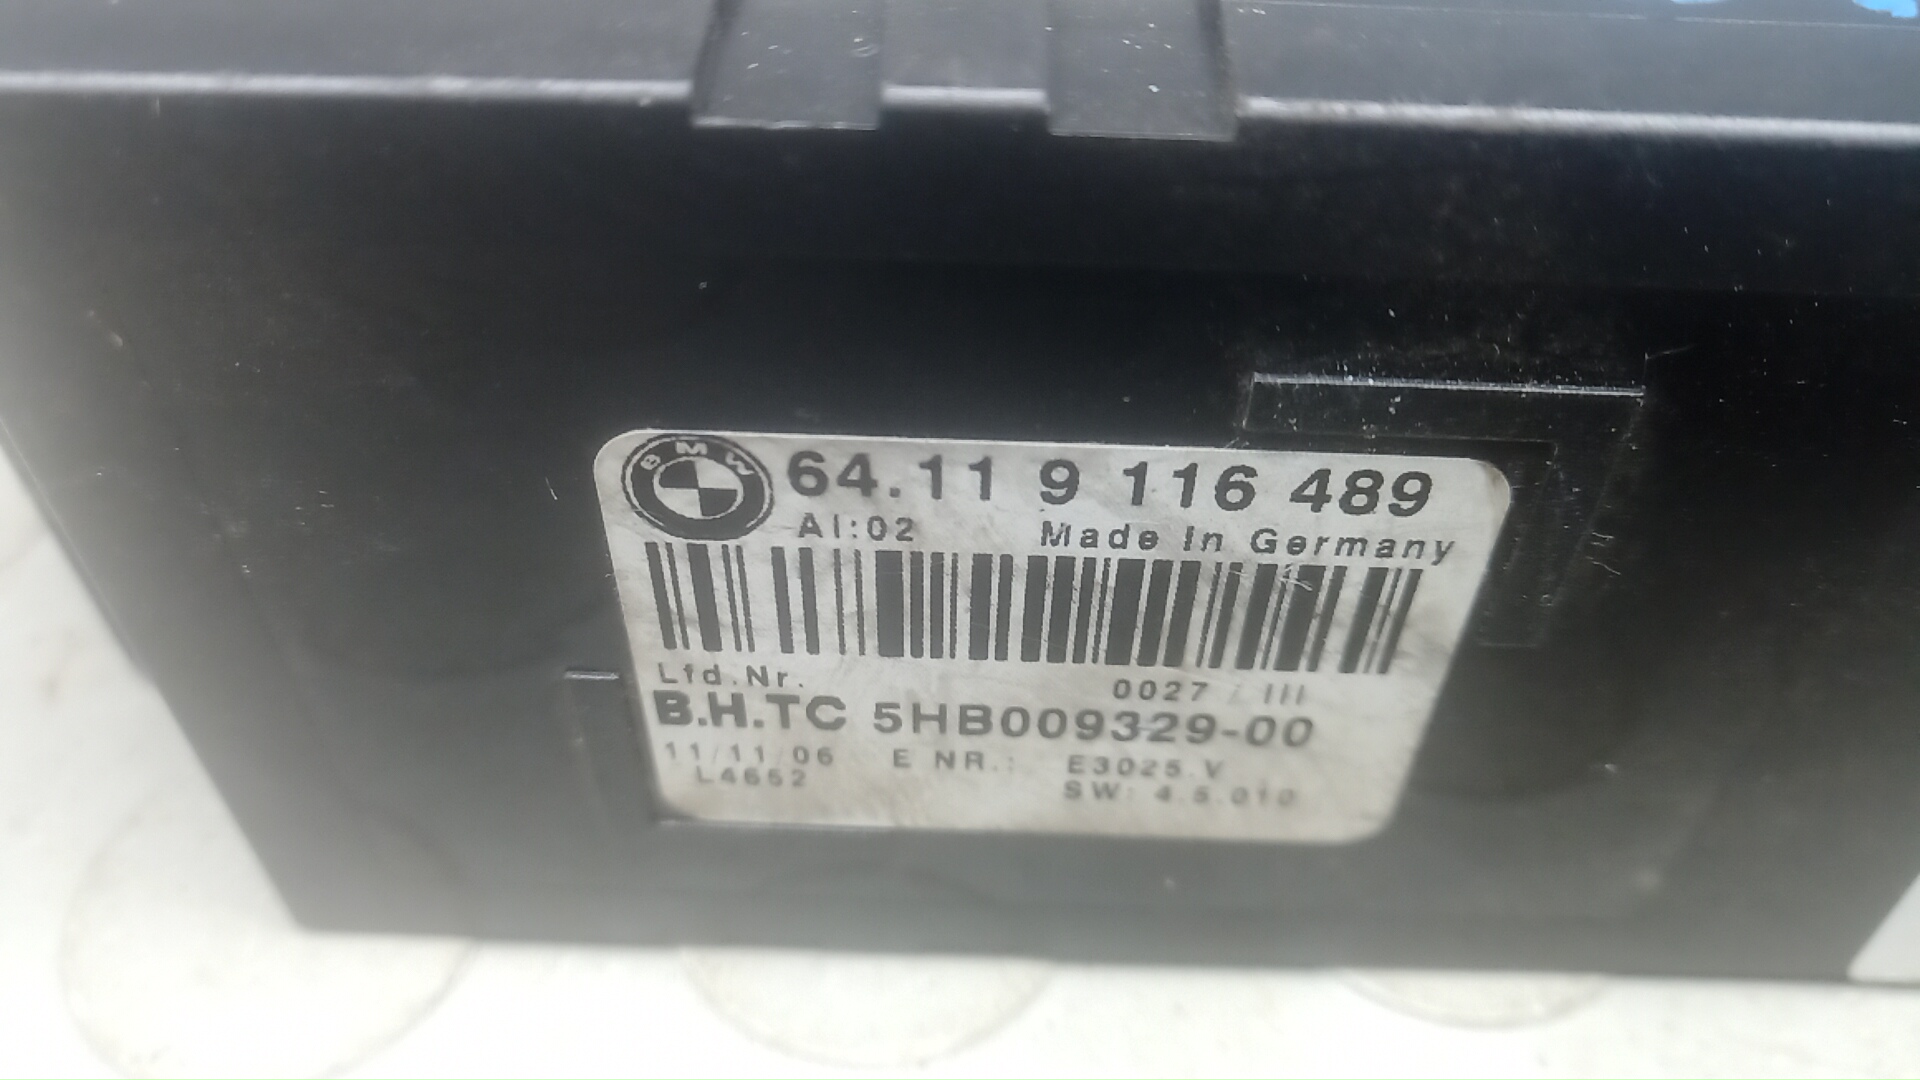 BMW 64.11 9 116 489
AI:02 Made In Germany
Lfd.Nr. 0027 / III
B.H.TC 5HB009329-00
11/11/06 E NR.: E3025.V
L4652 SW: 4.5.010